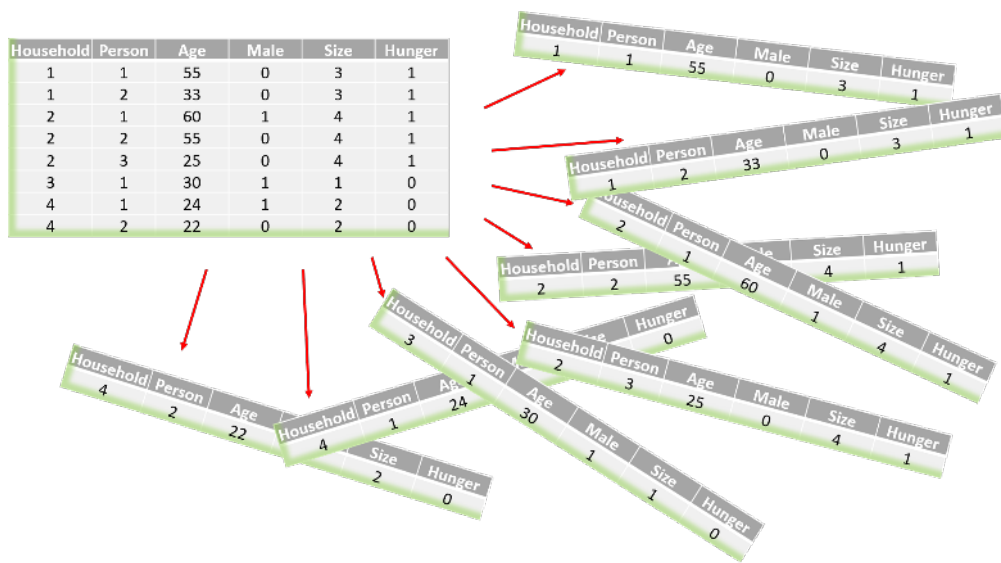 Household Person Age Male Size Hunger
1 1 55 0 3 1
1 2 33 0 3 1
2 1 60 1 4 1
2 2 55 0 4 1
2 3 25 0 4 1
3 1 30 1 1 0
4 1 24 1 2 0
4 2 22 0 2 0
Household Person Age Male Size Hunger
1 1 55 0 3 1
Household Person Age Male Size Hunger
1 2 33 0 3 1
Household Person Age Male Size Hunger
2 1 60 1 4 1
Household Person Size Hunger
2 2 55 4 1
Household Person Age Male Size Hunger
2 3 25 0 4 1
Household Person Age Male Size Hunger
3 1 30 1 1 0
Household Person Hunger
4 1 24 0
Household Person Age Size Hunger
4 2 22 2 0